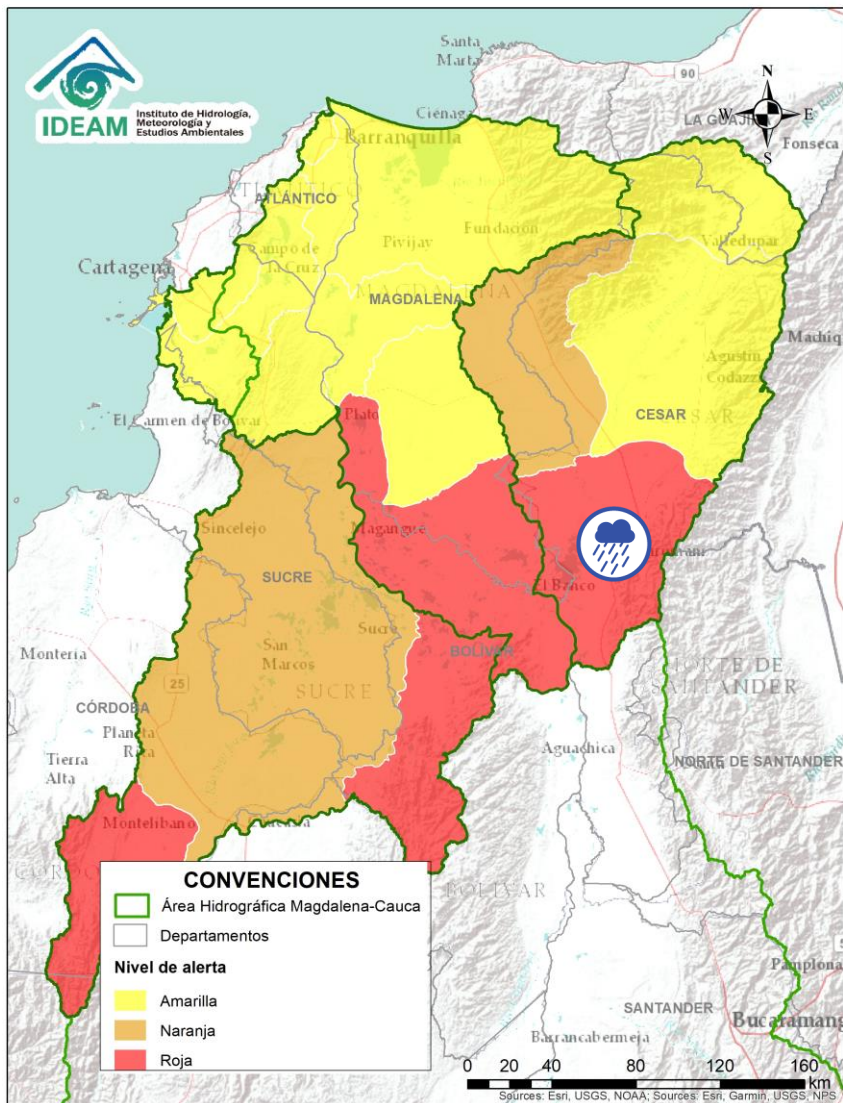 IDEAM
Instituto de Hidrología,
Meteorología y
Estudios Ambientales
Santa
Marta
90
N
W
E
S
LA GUAJIRA
Fonseca
Ciénaga
Barranquilla
ATLÁNTICO
ATLÁNTICO
Campo de
la Cruz
Pivijay
Fundación
Valledupar
Cartagena
MAGDALENA
MAGDALENA
Agustín
Codazzi
CESAR
CESAR
El Carmen de Bolívar
Plato
Sincelejo
Magangué
El Banco
SUCRE
Sucre
San
Marcos
SUCRE
BOLÍVAR
Montería
25
CÓRDOBA
Planeta
Rica
Tierra
Alta
NORTE DE
SANTANDER
NORTE DE SANTANDER
Aguachica
Montelíbano
BOLÍVAR
Pamplona
SANTANDER
Bucaramang
Barrancabermeja
CONVENCIONES
Área Hidrográfica Magdalena-Cauca
Departamentos
Nivel de alerta
Amarilla
Naranja
Roja
0 20 40 80 120 160
km
Sources: Esri, USGS, NOAA; Sources: Esri, Garmin, USGS, NPS